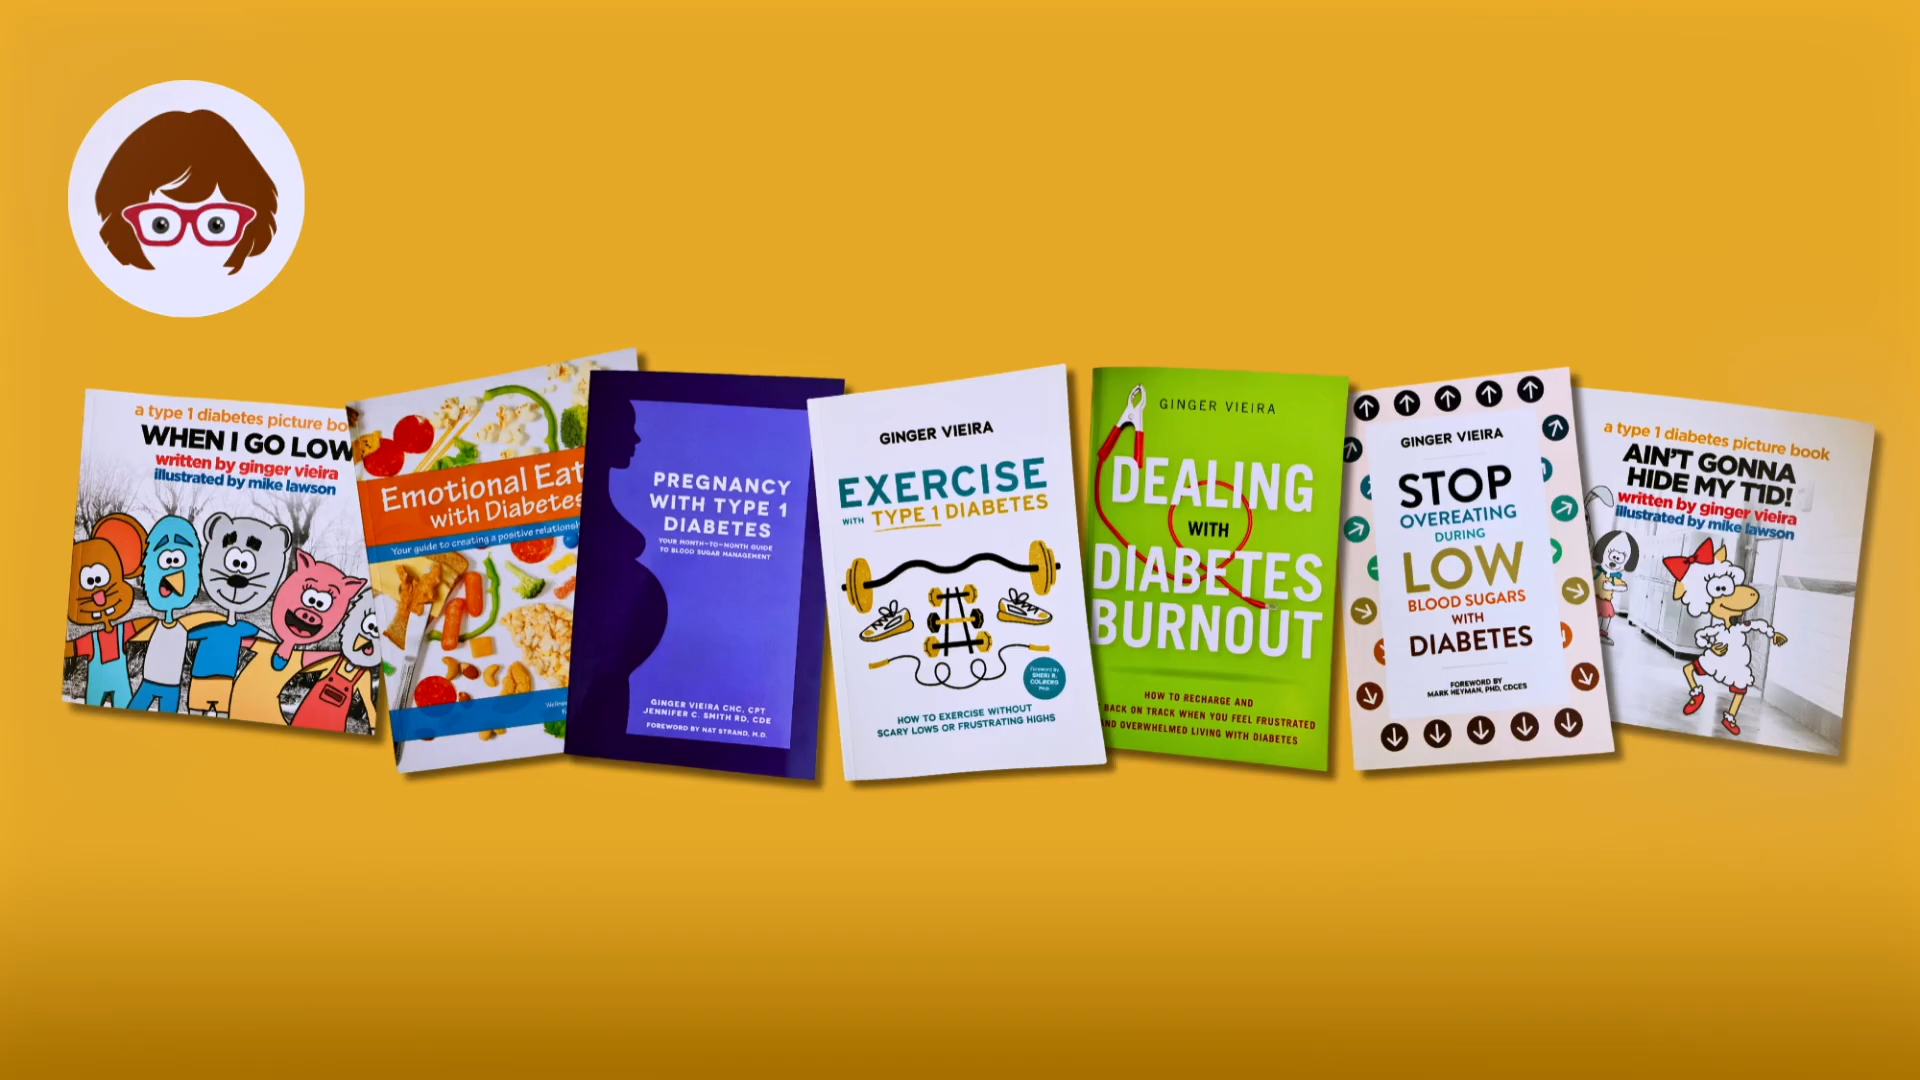 a type 1 diabetes picture
WHEN I GO LOW
written by ginger vieira
illustrated by mike lawson
Emotional
with Diabetes
Your guide to creating a positive
PREGNANCY
WITH TYPE 1
DIABETES
YOUR MONTH-TO-MONTH GUIDE
TO BLOOD SUGAR MANAGEMENT
GINGER VIEIRA CHC, CPT
JENNIFER C. SMITH RD, CDE
FOREWORD BY NAT STRAND, M.D.
GINGER VIEIRA
EXERCISE
WITH TYPE 1 DIABETES
Foreword by
SHERI R.
COLBERG
PH.D.
HOW TO EXERCISE WITHOUT
SCARY LOWS OR FRUSTRATING HIGHS
GINGER VIEIRA
DEALING
WITH
DIABETES
BURNOUT
HOW TO RECHARGE AND
BACK ON TRACK WHEN YOU FEEL FRUSTRATED
AND OVERWHELMED LIVING WITH DIABETES
GINGER VIEIRA
STOP
OVEREATING
DURING
LOW
BLOOD SUGARS
WITH
DIABETES
FOREWORD BY
MARK HEYMAN, PHD, CDCES
a type 1 diabetes picture book
AIN'T GONNA
HIDE MY T1D!
written by ginger vieira
illustrated by mike lawson